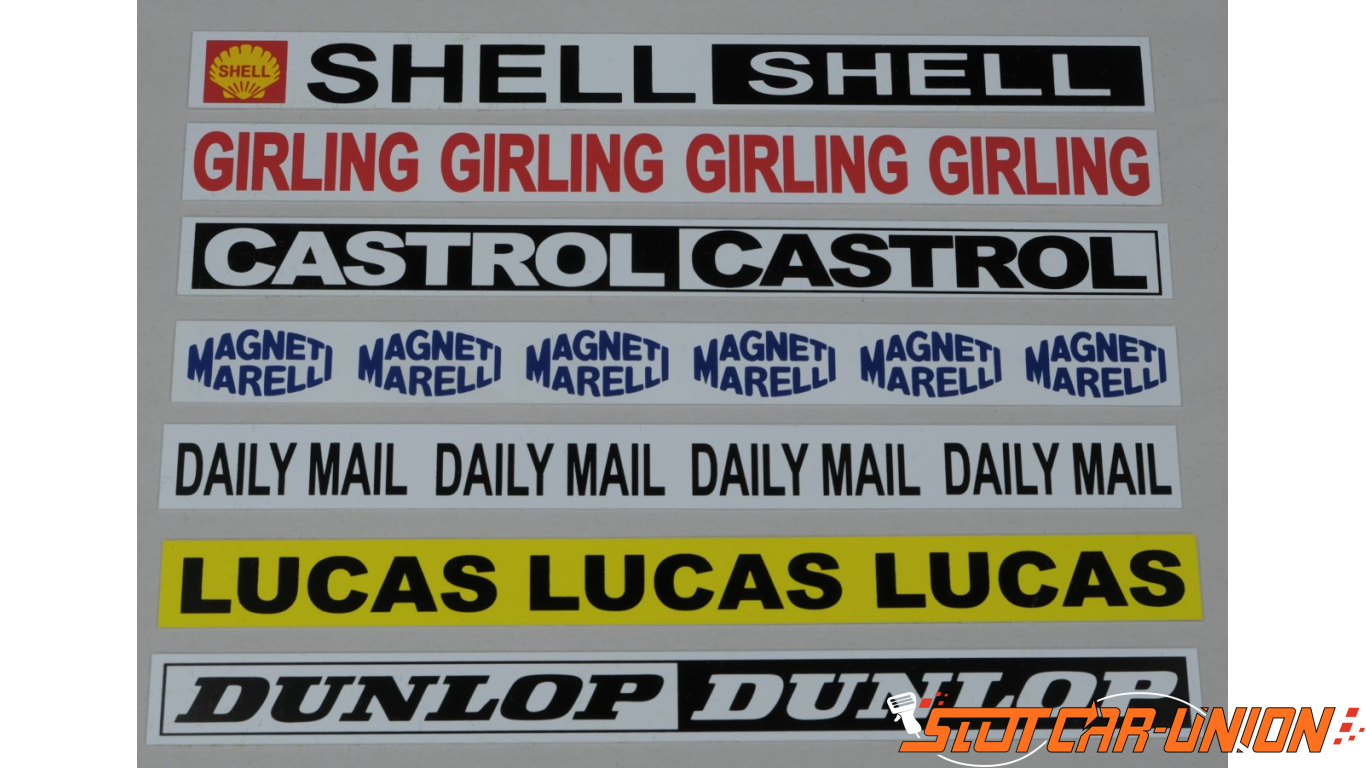 SHELL SHELL SHELL
GIRLING GIRLING GIRLING GIRLING
CASTROL CASTROL
MAGNETI MAGNETI MAGNETI MAGNETI MAGNETI MAGNETI
MARELLI MARELLI MARELLI MARELLI MARELLI MARELLI
DAILY MAIL DAILY MAIL DAILY MAIL DAILY MAIL
LUCAS LUCAS LUCAS
DUNLOP DUNLOP
SLOTCAR-UNION